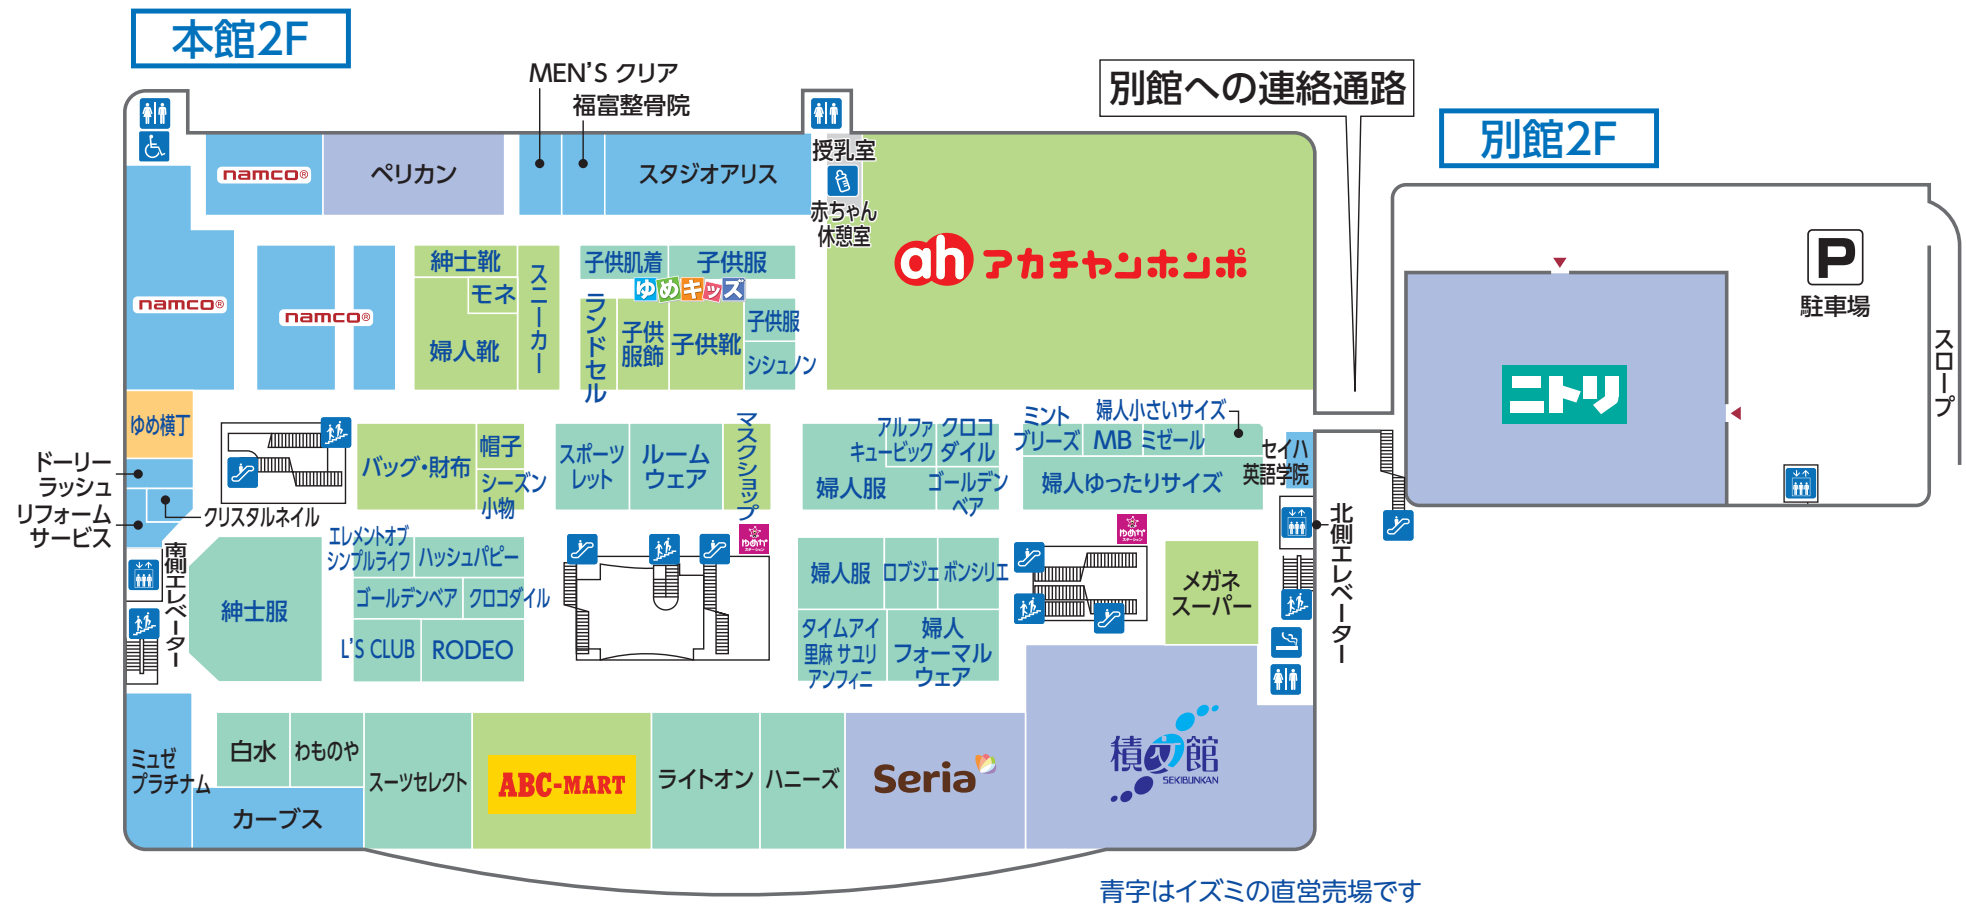 本館2F
MEN'S クリア
福富整骨院
別館への連絡通路
別館2F
namco®
ペリカン
スタジオアリス
授乳室
赤ちゃん
休憩室
ah アカチャンホンポ
namco®
namco®
紳士靴
モネ
婦人靴
スニーカー
子供肌着
子供服
ゆめキッズ
ランドセル
子供
服飾
子供靴
子供服
シシュノン
P
駐車場
スロープ
ニトリ
ゆめ横丁
ドーリー
ラッシュ
リフォーム
サービス
クリスタルネイル
バッグ・財布
帽子
シーズン
小物
スポーツ
レット
ルーム
ウェア
マスクショップ
アルファ
キュービック
クロコ
ダイル
婦人服
ゴールデン
ベア
ミント
ブリーズ
MB
ミゼール
婦人小さいサイズ
婦人ゆったりサイズ
セイハ
英語学院
北側エレベーター
南側エレベーター
紳士服
エレメントオブ
シンプルライフ
ハッシュパピー
ゴールデンベア
クロコダイル
L'S CLUB
RODEO
ゆめか
ステーション
婦人服
ロブジェ
ボンシリエ
タイムアイ
里麻 サユリ
アンフィニ
婦人
フォーマル
ウェア
ゆめか
ステーション
メガネ
スーパー
ミュゼ
プラチナム
白水
わものや
カーブス
スーツセレクト
ABC-MART
ライトオン
ハニーズ
Seria
積文館
SEKIBUNKAN
青字はイズミの直営売場です